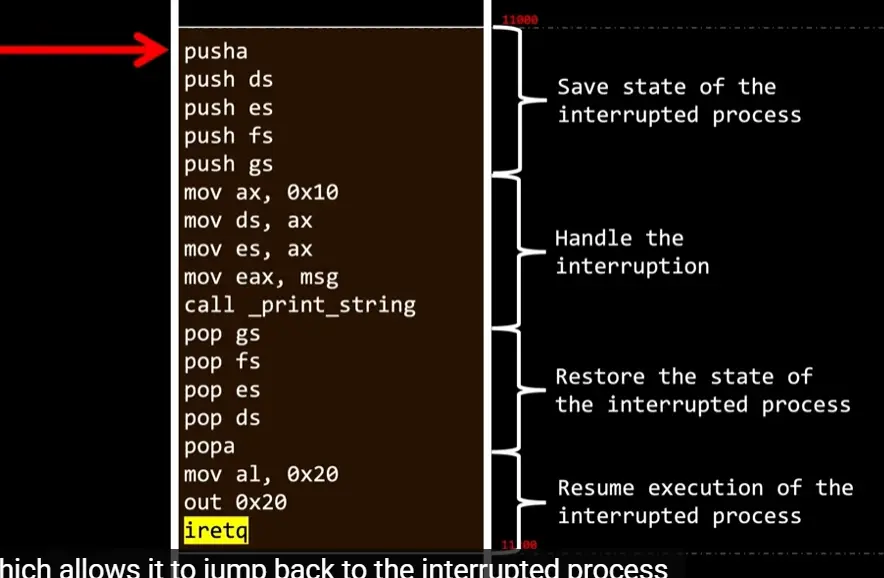 11000
pusha
push ds
push es
push fs
push gs
mov ax, 0x10
mov ds, ax
mov es, ax
mov eax, msg
call _print_string
pop gs
pop fs
pop es
pop ds
popa
mov al, 0x20
out 0x20
iretq
Save state of the
interrupted process
Handle the
interruption
Restore the state of
the interrupted process
Resume execution of the
interrupted process
hich allows it to jump back to the interrupted process